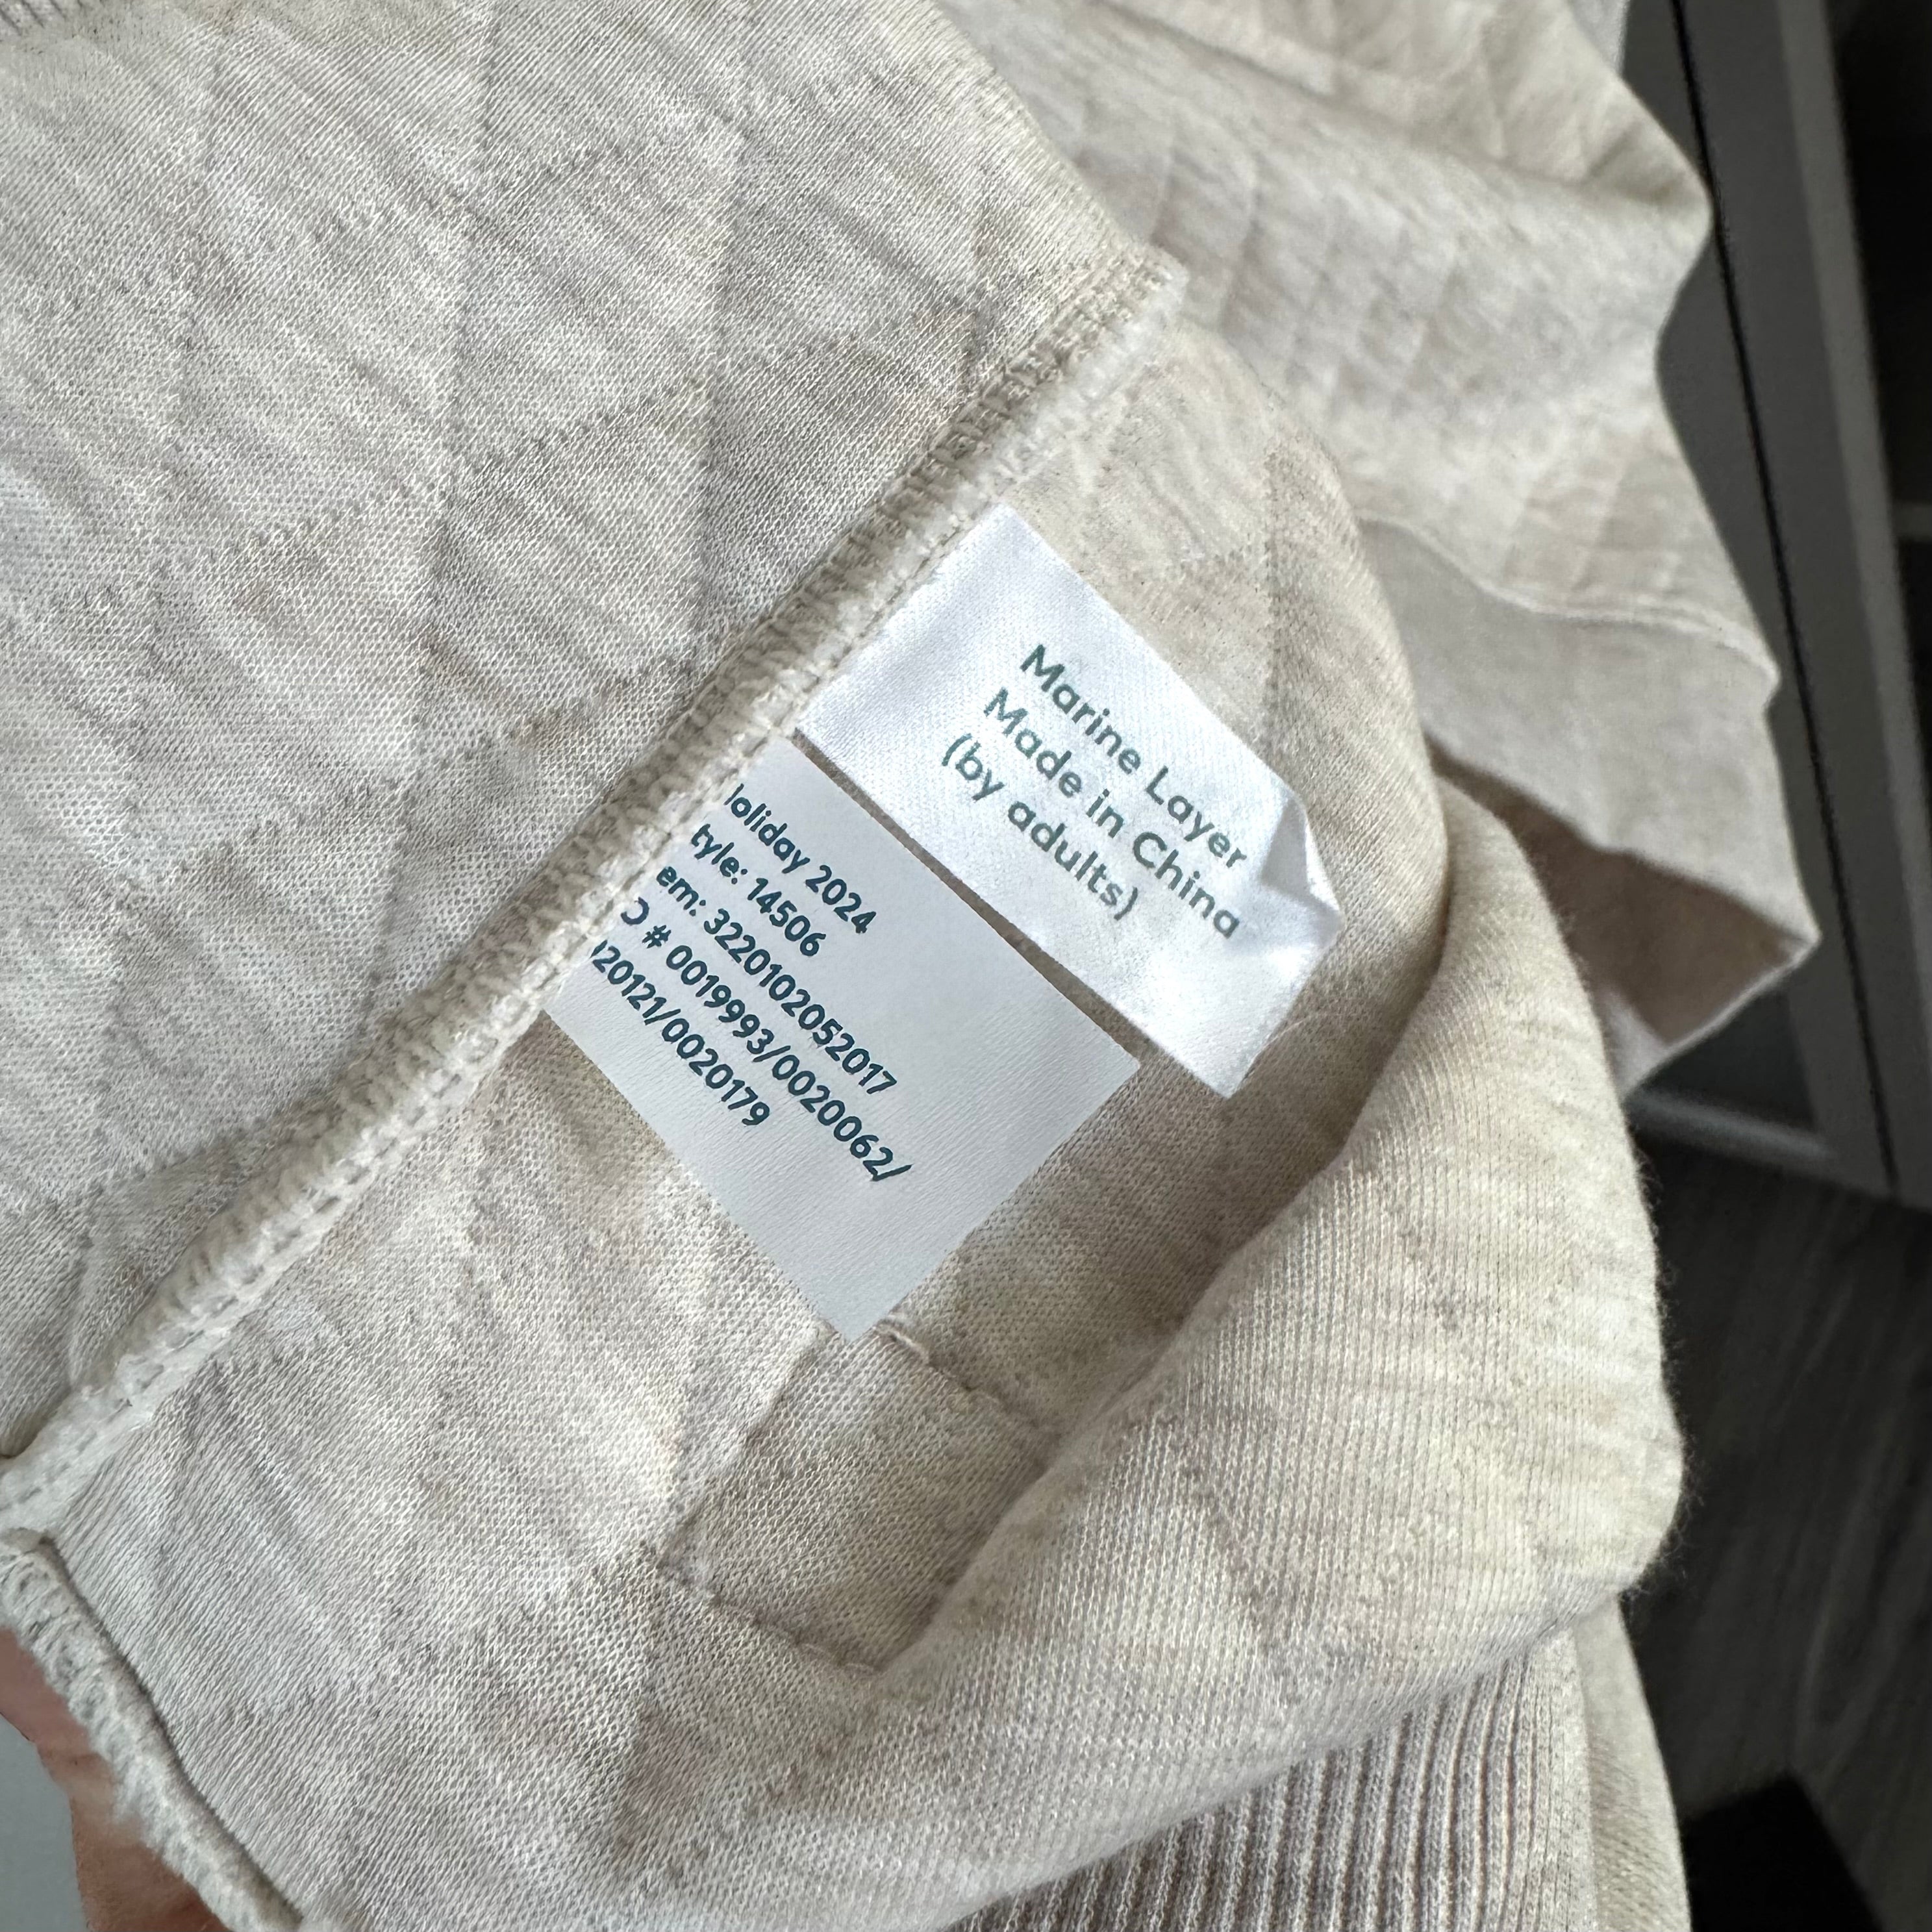 Marine Layer
Made in China
(by adults)
oliday 2024
tyle: 14506
em: 3220102052017
O # 0019993/0020062/
20121/0020179